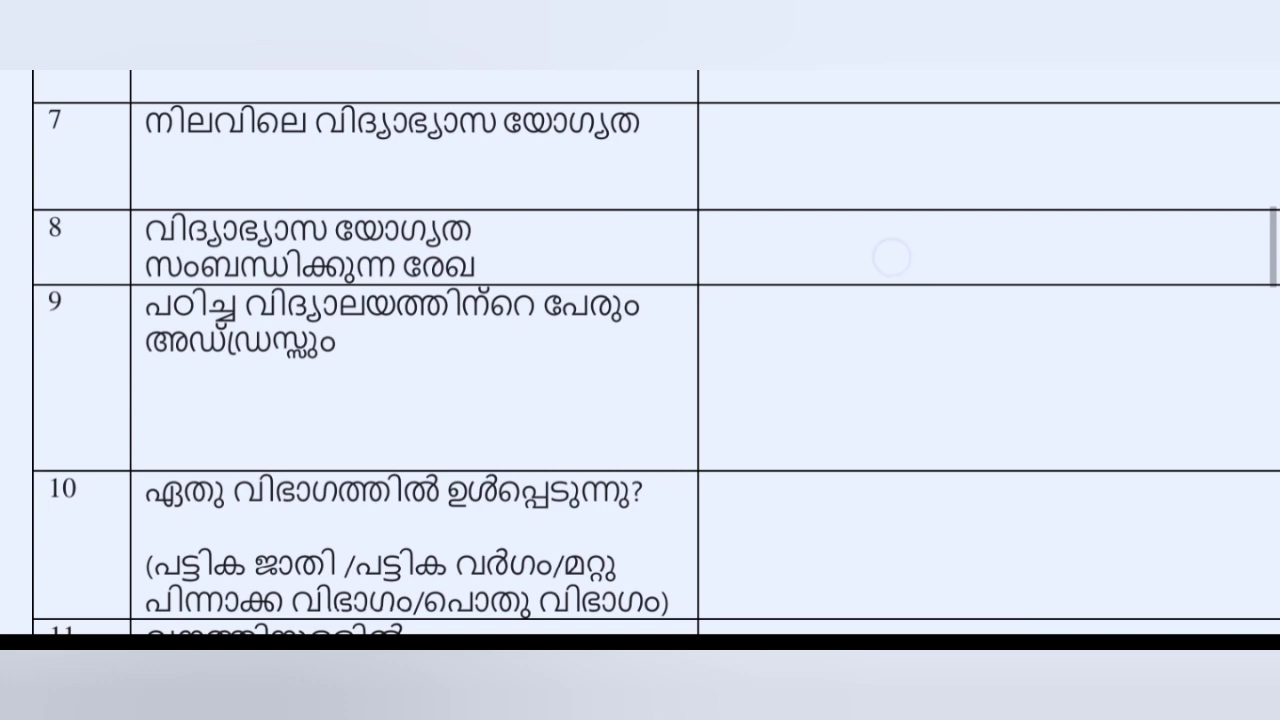 7 നിലവിലെ വിദ്യാഭ്യാസ യോഗ്യത
8 വിദ്യാഭ്യാസ യോഗ്യത
സംബന്ധിക്കുന്ന രേഖ
9 പഠിച്ച വിദ്യാലയത്തിന്റെ പേരും
അഡ്ഡ്രസ്സും
10 ഏതു വിഭാഗത്തിൽ ഉൾപ്പെടുന്നു?
(പട്ടിക ജാതി /പട്ടിക വർഗം/മറ്റു
പിന്നാക്ക വിഭാഗം/പൊതു വിഭാഗം)
11